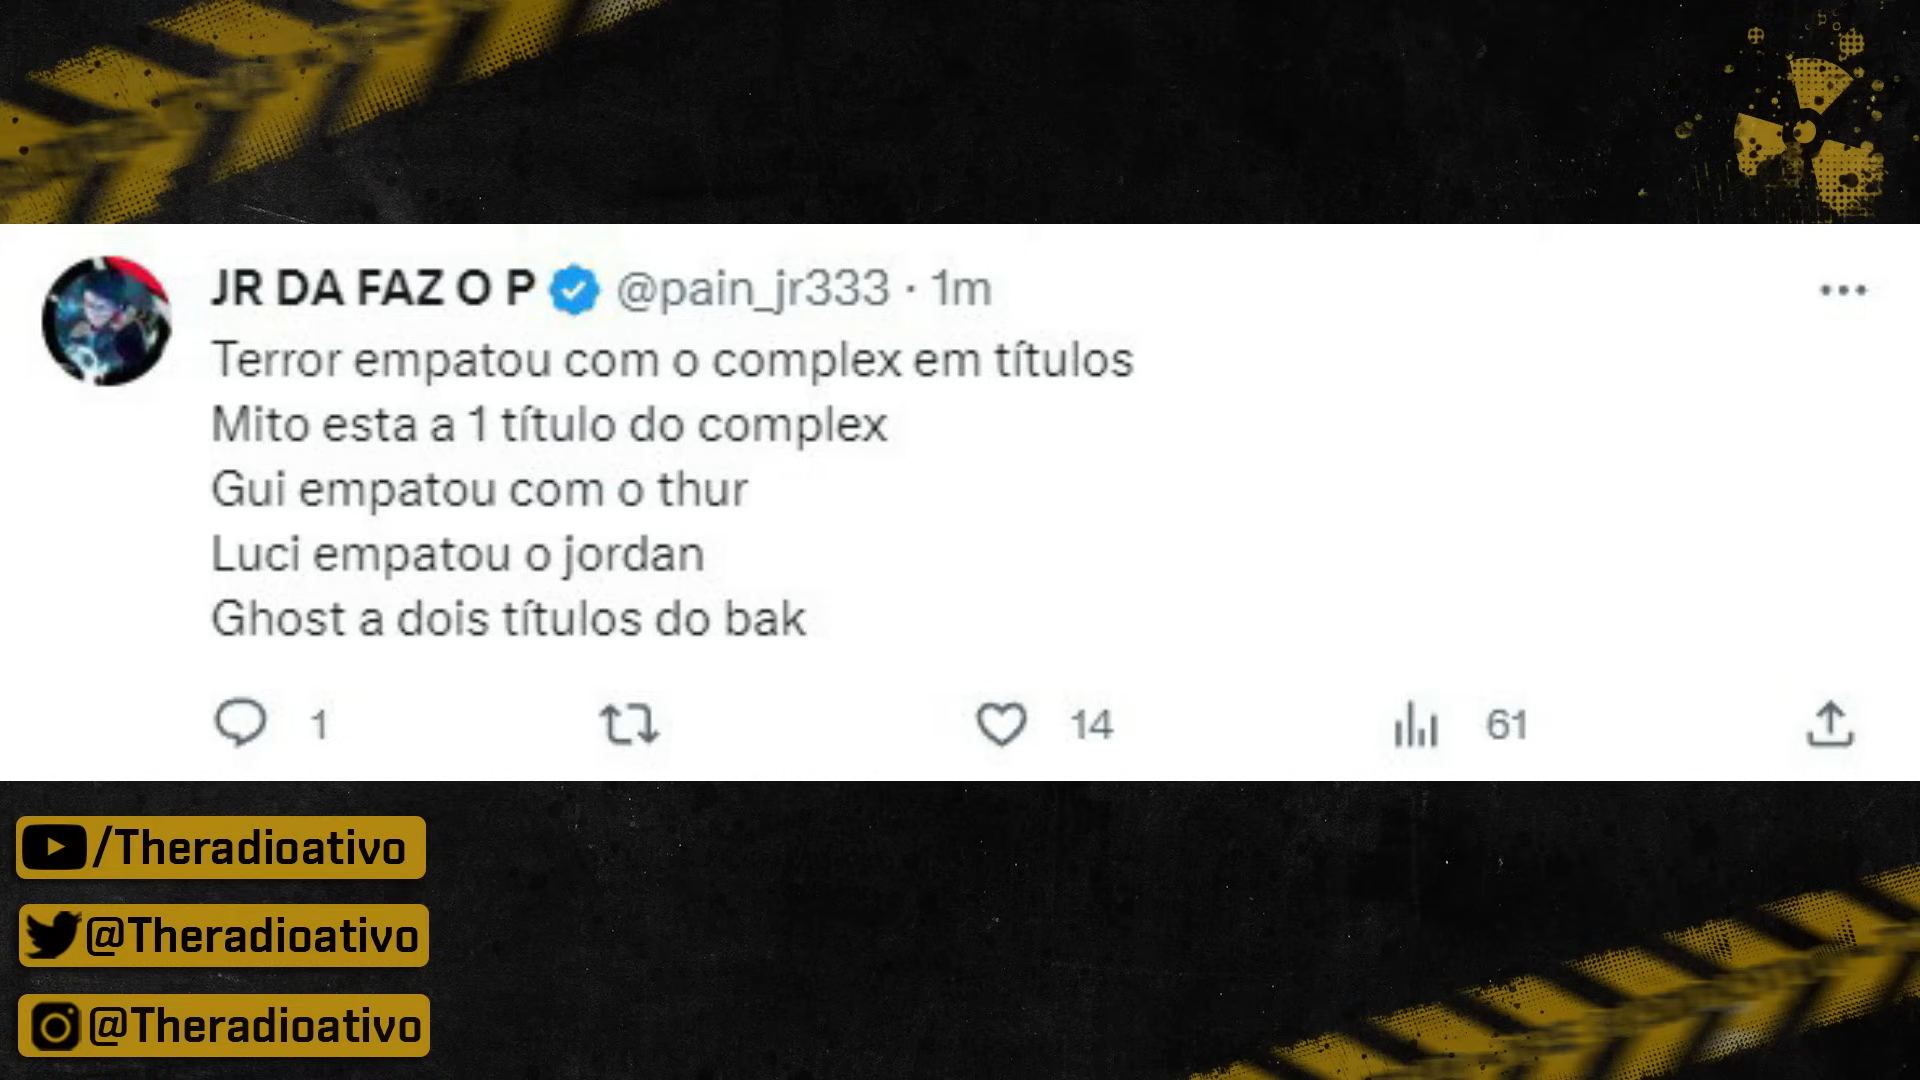 JR DA FAZ O P @pain_jr333 · 1m
Terror empatou com o complex em títulos
Mito esta a 1 título do complex
Gui empatou com o thur
Luci empatou o jordan
Ghost a dois títulos do bak
1 14 61
/Theradioativo
@Theradioativo
@Theradioativo